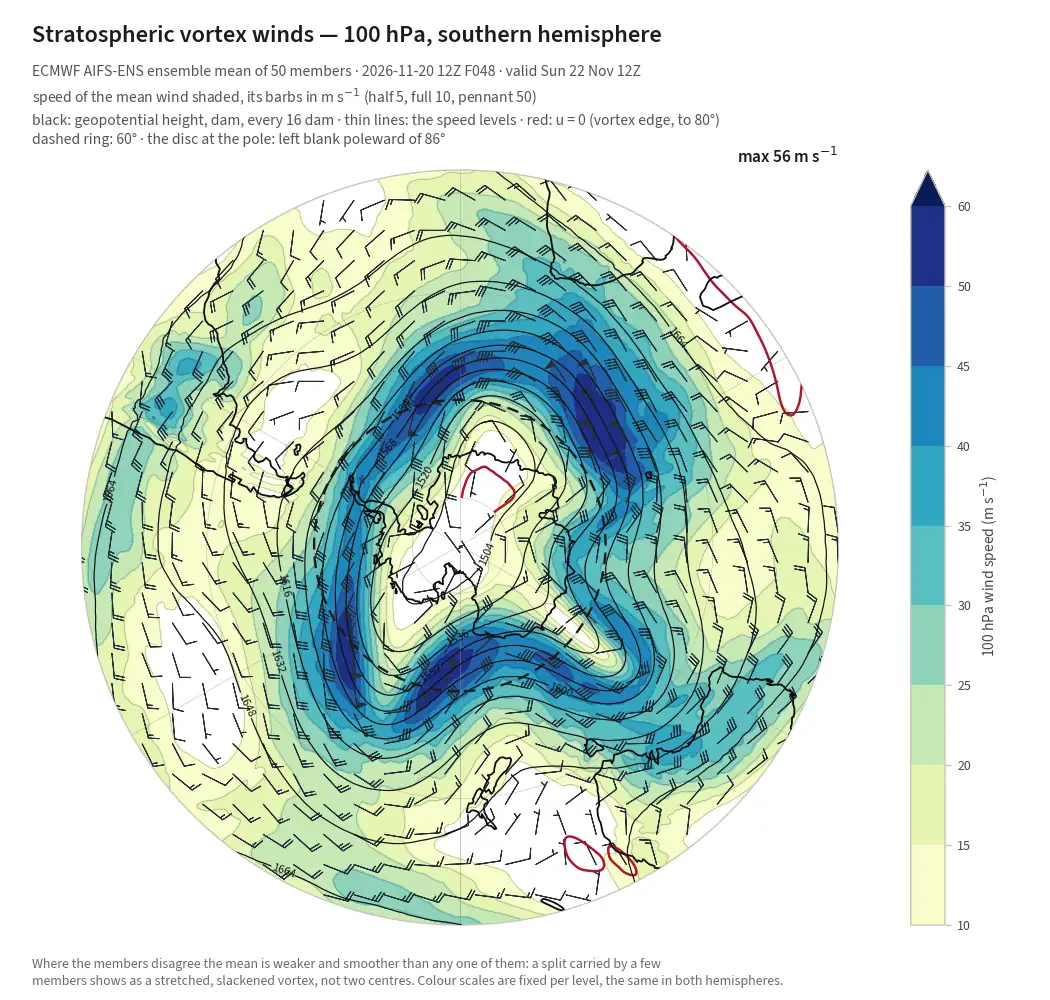 Stratospheric vortex winds — 100 hPa, southern hemisphere
ECMWF AIFS-ENS ensemble mean of 50 members · 2026-11-20 12Z F048 · valid Sun 22 Nov 12Z
speed of the mean wind shaded, its barbs in m s⁻¹ (half 5, full 10, pennant 50)
black: geopotential height, dam, every 16 dam · thin lines: the speed levels · red: u = 0 (vortex edge, to 80°)
dashed ring: 60° · the disc at the pole: left blank poleward of 86°
max 56 m s⁻¹
60
50
45
40
35
30
25
20
15
10
100 hPa wind speed (m s⁻¹)
1568
1520
1504
1616
1632
1648
1600
1664
Where the members disagree the mean is weaker and smoother than any one of them: a split carried by a few
members shows as a stretched, slackened vortex, not two centres. Colour scales are fixed per level, the same in both hemispheres.